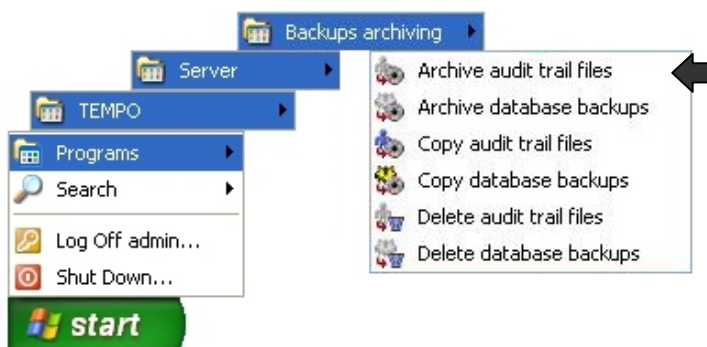 Backups archiving
Server
TEMPO
Programs
Search
Log Off admin...
Shut Down...
start
Archive audit trail files
Archive database backups
Copy audit trail files
Copy database backups
Delete audit trail files
Delete database backups